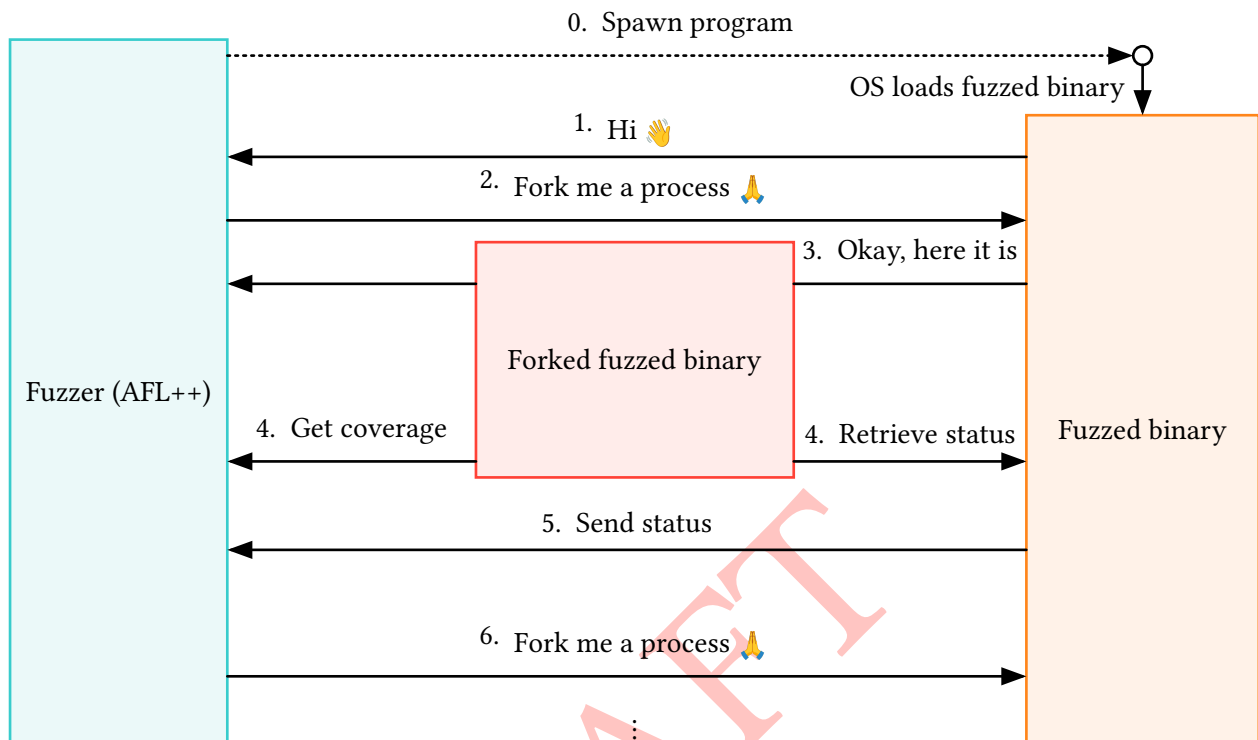 0. Spawn program
OS loads fuzzed binary
1. Hi 👋
2. Fork me a process 🙏
3. Okay, here it is
Forked fuzzed binary
Fuzzer (AFL++)
4. Get coverage
4. Retrieve status
Fuzzed binary
5. Send status
6. Fork me a process 🙏
⋮
AFT